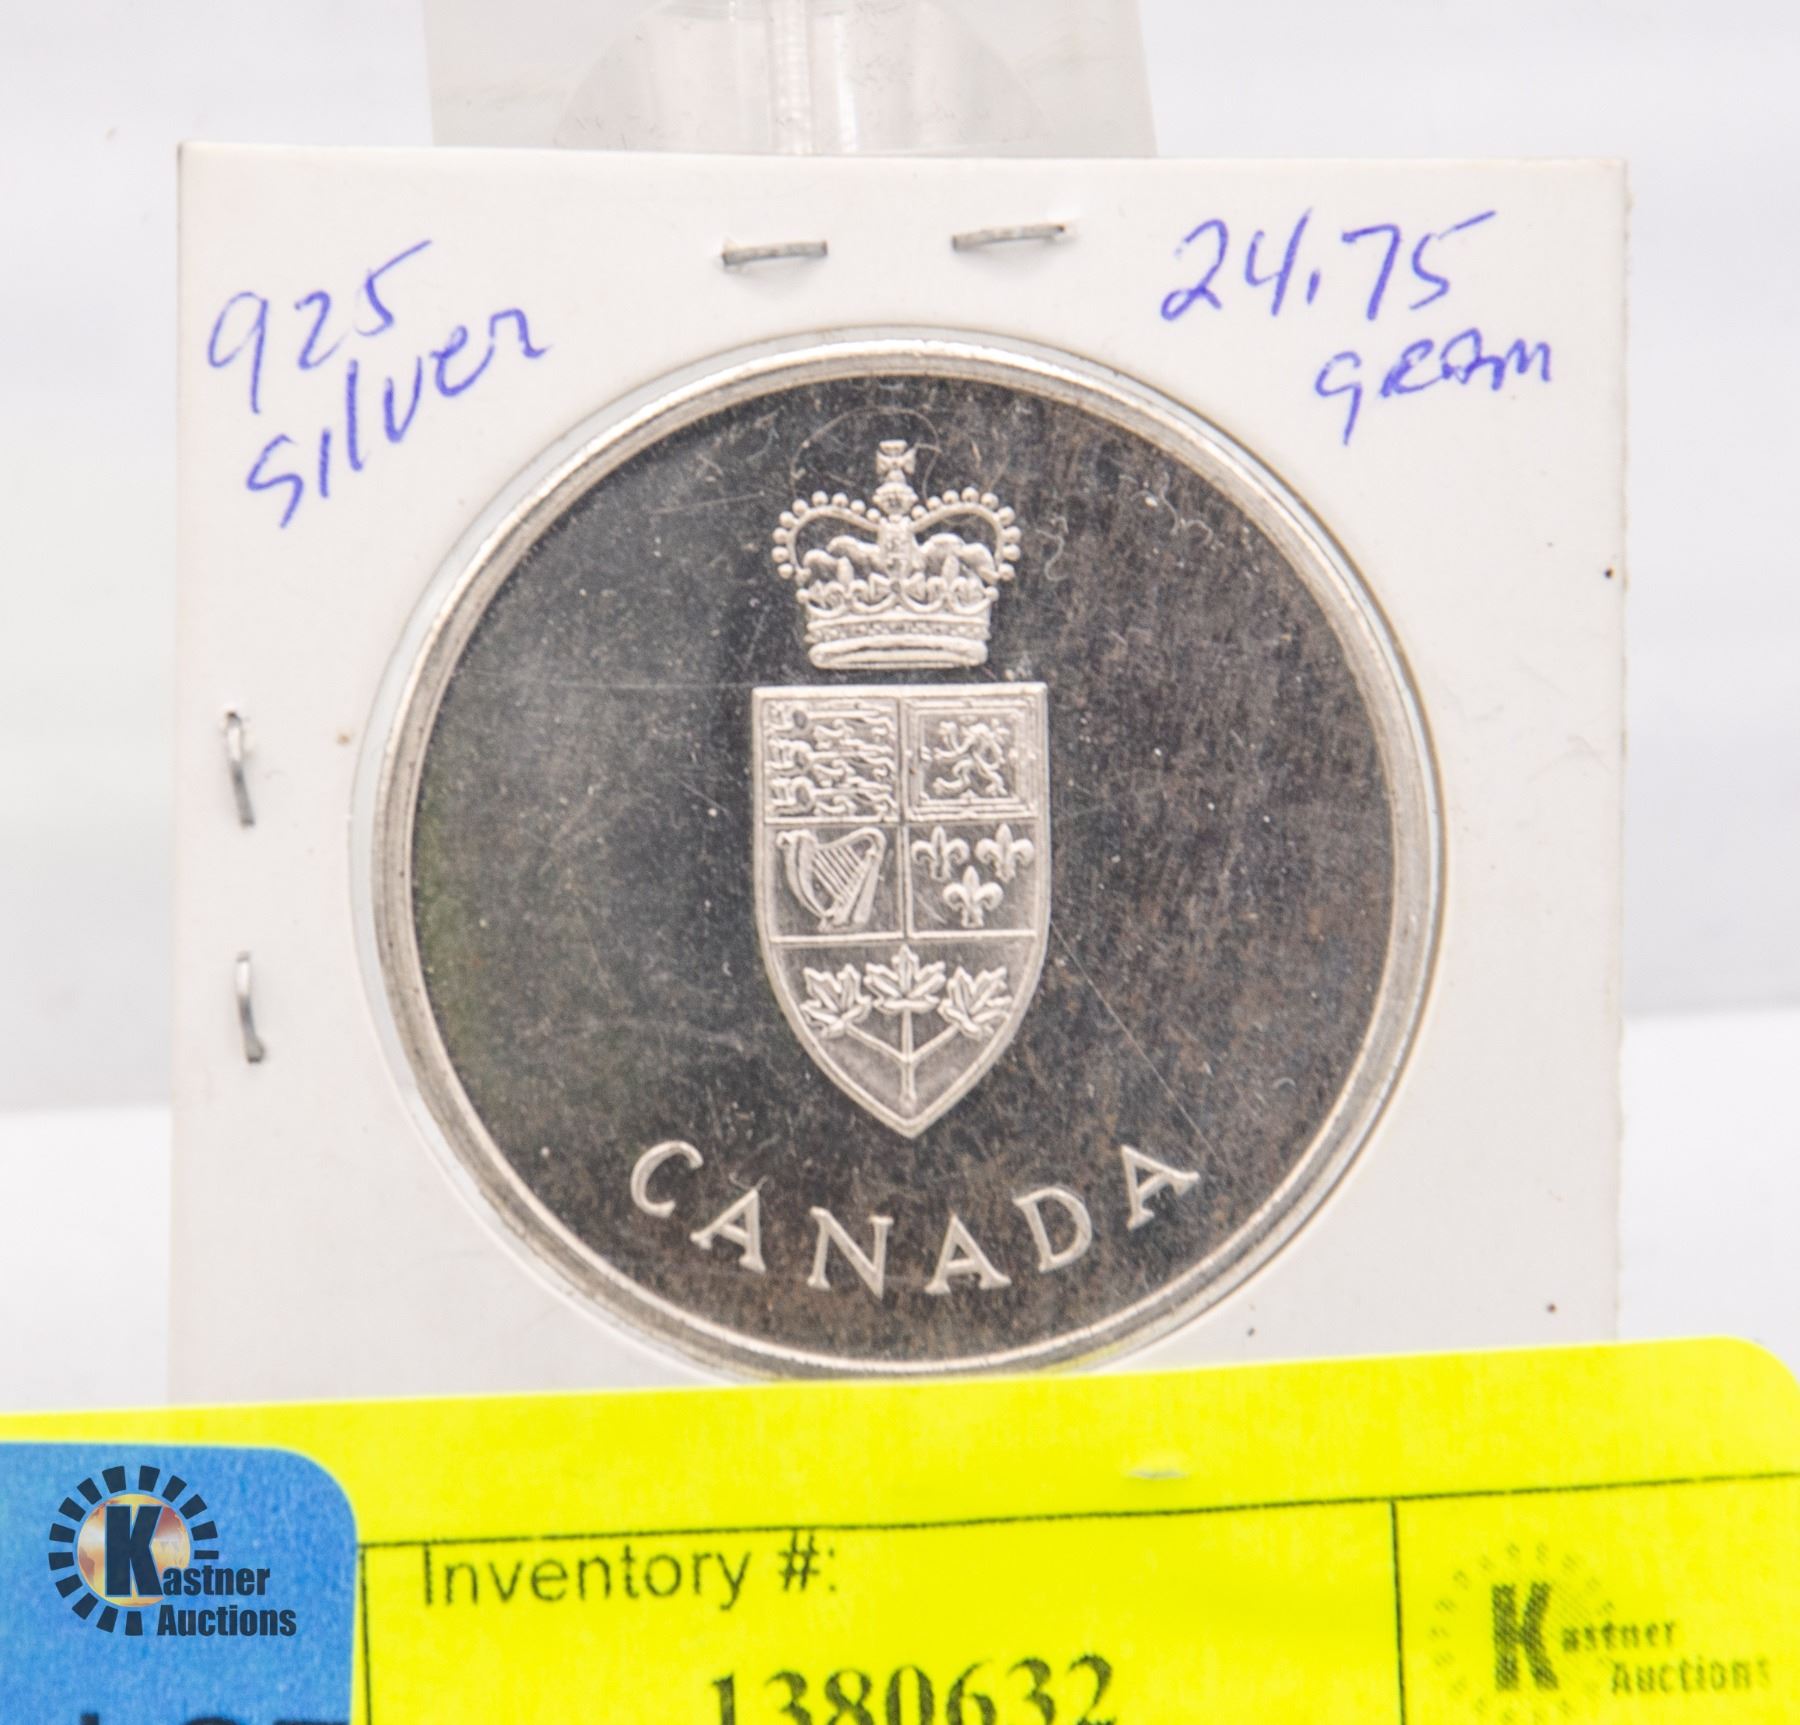 925
silver
24.75
GRAM
CANADA
Kastner
Auctions
Inventory #:
1380632
Kastner
Auctions